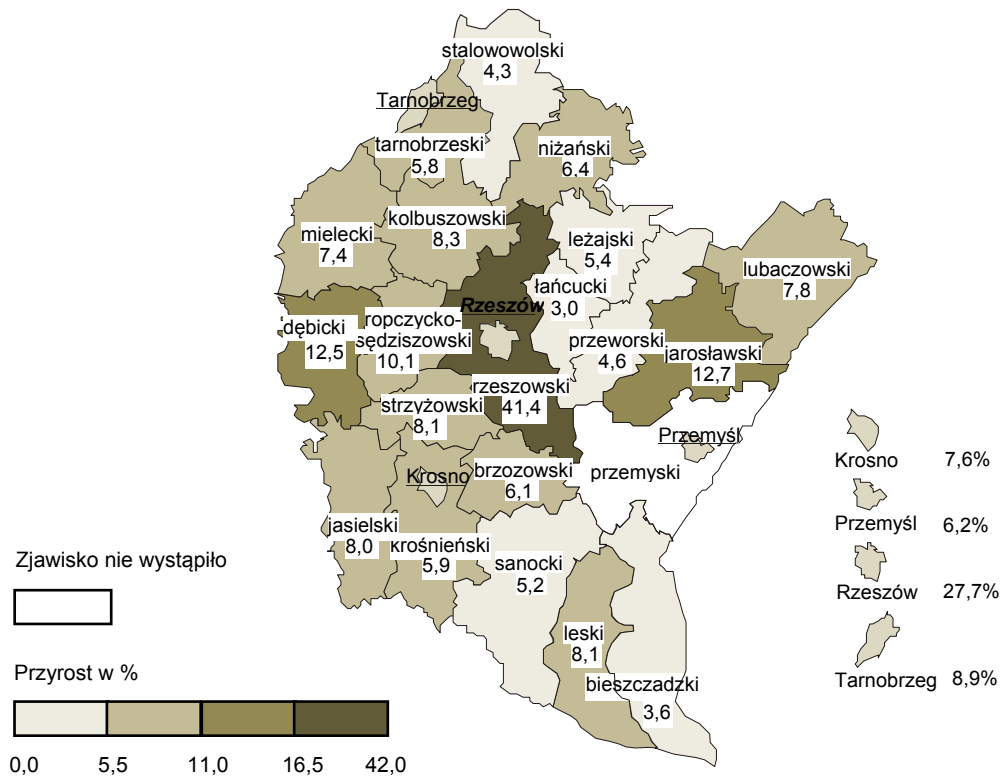 stalowowolski
4,3
Tarnobrzeg
tarnobrzeski
5,8
niżański
6,4
kolbuszowski
8,3
mielecki
7,4
leżajski
5,4
lubaczowski
7,8
łańcucki
3,0
Rzeszów
dębicki
12,5
ropczycko-
sędziszowski
10,1
przeworski
4,6
jarosławski
12,7
rzeszowski
41,4
strzyżowski
8,1
Przemyśl
przemyski
Krosno
brzozowski
6,1
jasielski
8,0
krośnieński
5,9
sanocki
5,2
leski
8,1
bieszczadzki
3,6
Krosno 7,6%
Przemyśl 6,2%
Rzeszów 27,7%
Tarnobrzeg 8,9%
Zjawisko nie wystąpiło
Przyrost w %
0,0 5,5 11,0 16,5 42,0